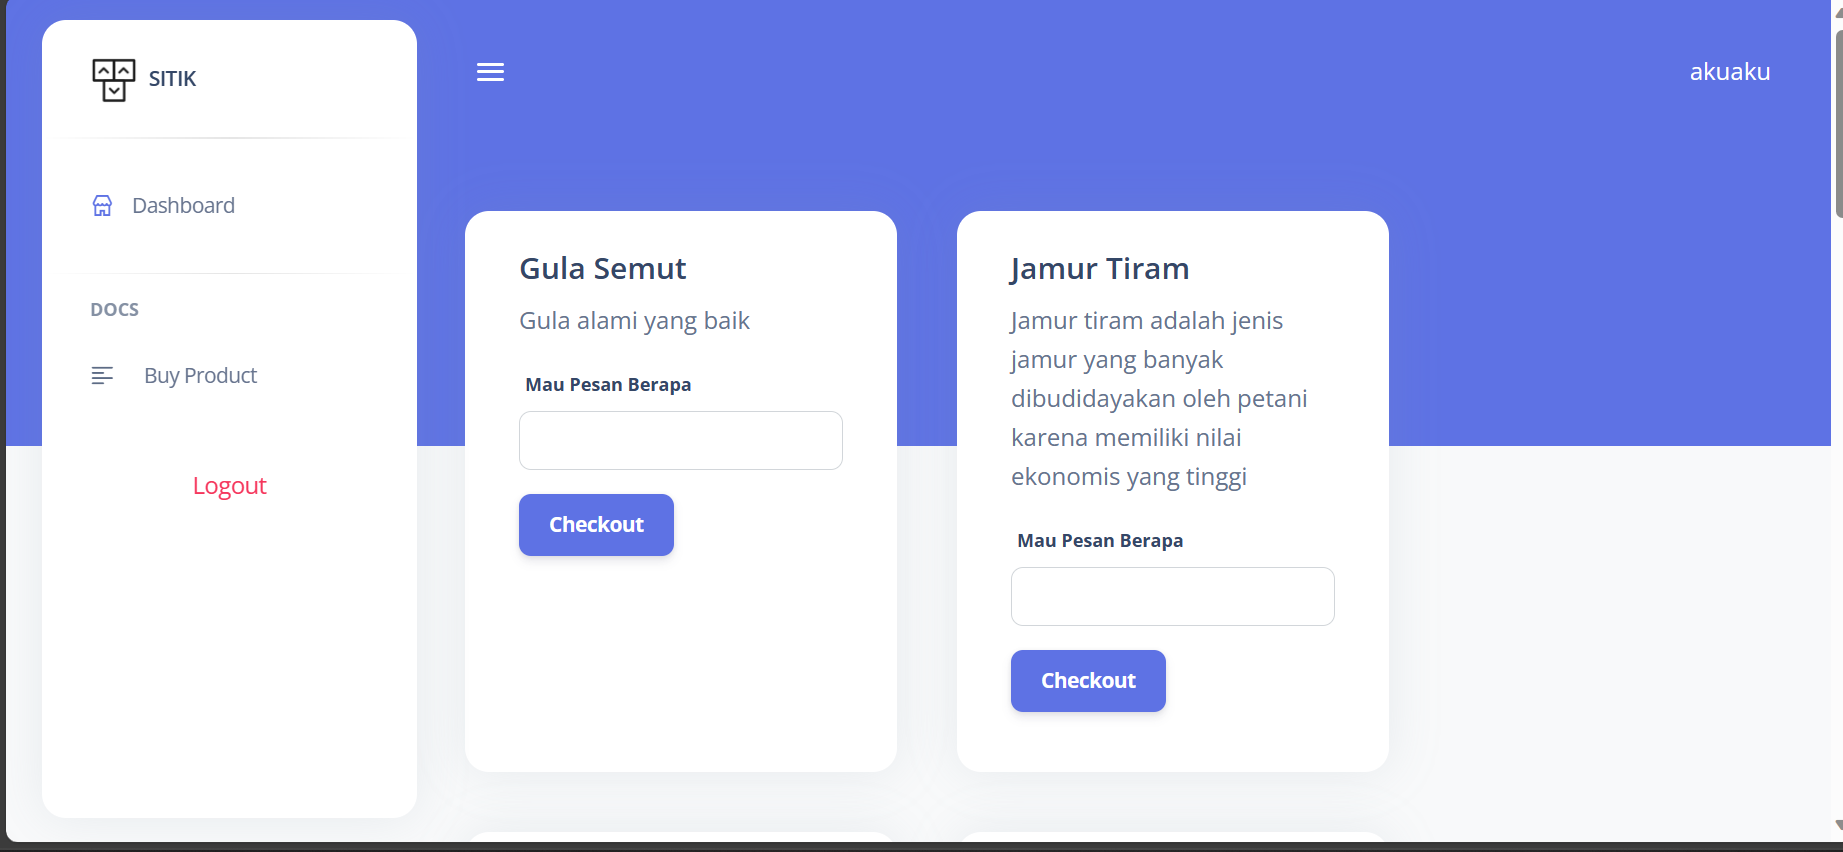 SITIK
akuaku
Dashboard
DOCS
Buy Product
Logout
Gula Semut
Gula alami yang baik
Mau Pesan Berapa
Checkout
Jamur Tiram
Jamur tiram adalah jenis
jamur yang banyak
dibudidayakan oleh petani
karena memiliki nilai
ekonomis yang tinggi
Mau Pesan Berapa
Checkout